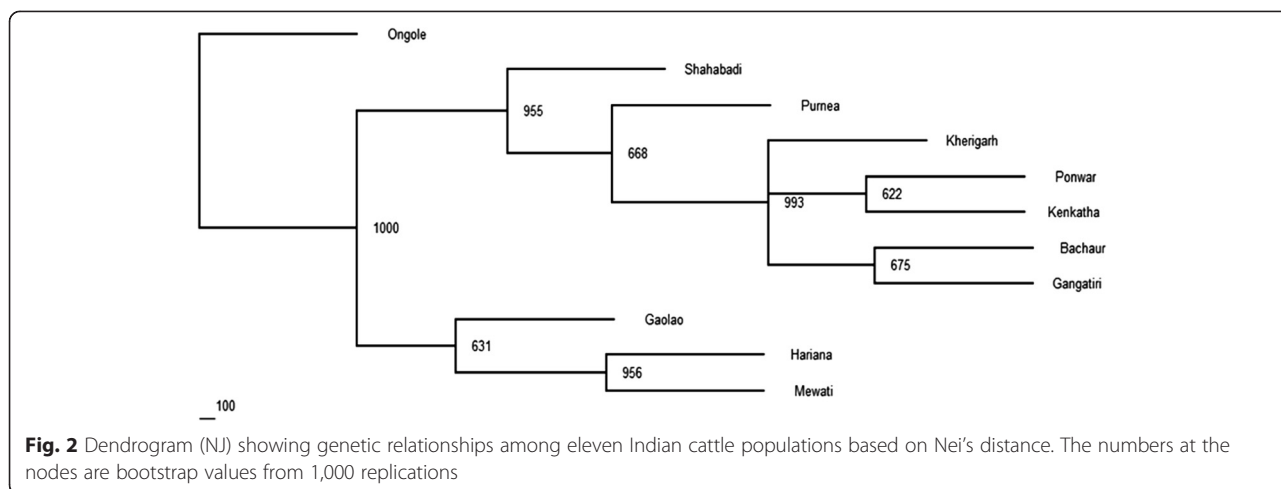 Ongole
Shahabadi
955
Purnea
668
Kherigarh
993
Ponwar
622
Kenkatha
1000
Bachaur
675
Gangatiri
Gaolao
631
Hariana
956
Mewati
100
Fig. 2 Dendrogram (NJ) showing genetic relationships among eleven Indian cattle populations based on Nei's distance. The numbers at the
nodes are bootstrap values from 1,000 replications